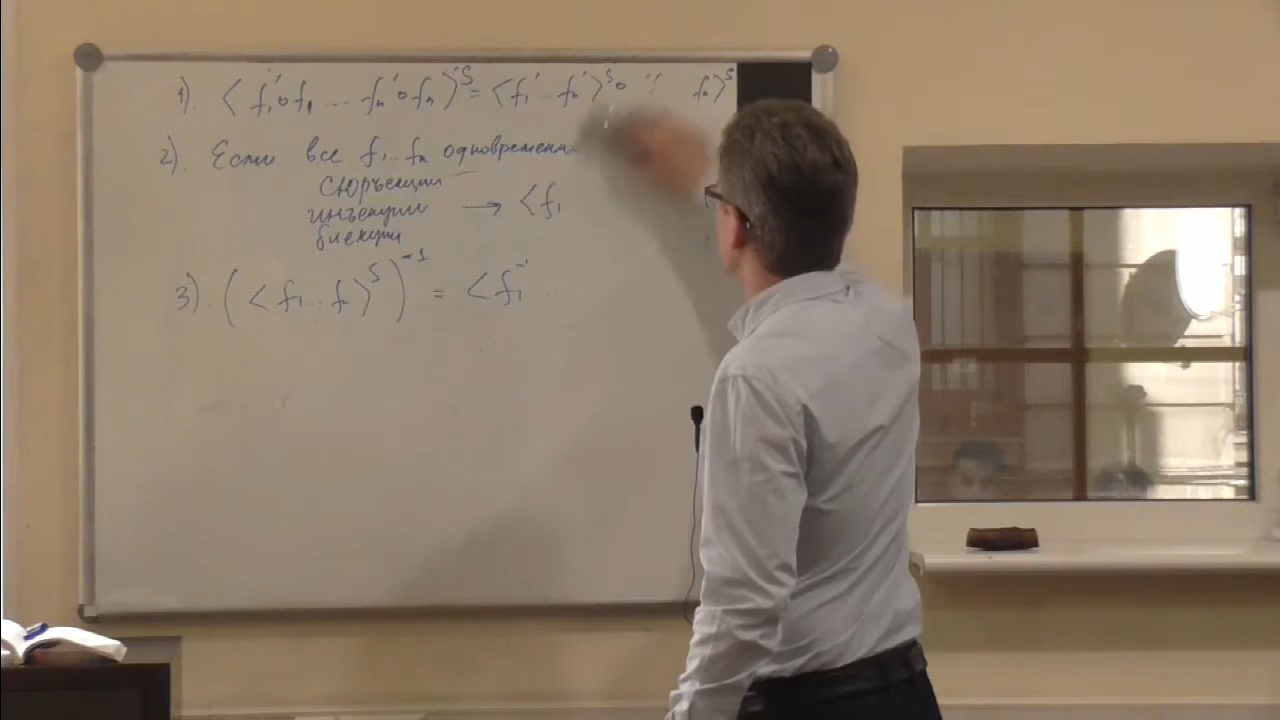 1). ⟨f₁'∘f₁ ... fₙ'∘fₙ⟩ˢ = ⟨f₁' ... fₙ'⟩ˢ ∘ fₙ⟩ˢ
2). Если все f₁...fₙ одновременно
сюръекции
инъекции → ⟨f₁
биекции
3). (⟨f₁...fₙ⟩ˢ)⁻¹ = ⟨f₁⁻¹